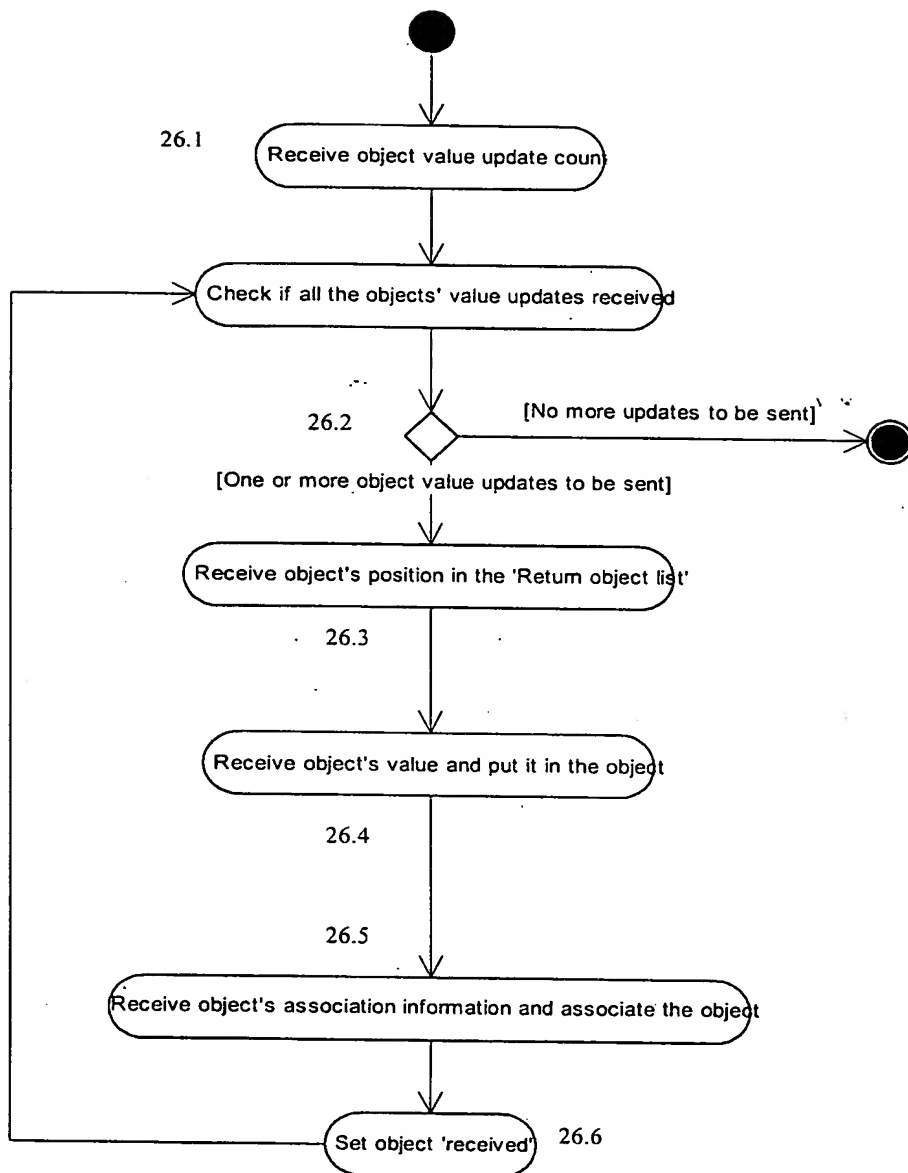 26.1
Receive object value update count
Check if all the objects' value updates received
26.2
[No more updates to be sent]
[One or more object value updates to be sent]
Receive object's position in the 'Return object list'
26.3
Receive object's value and put it in the object
26.4
26.5
Receive object's association information and associate the object
Set object 'received'
26.6